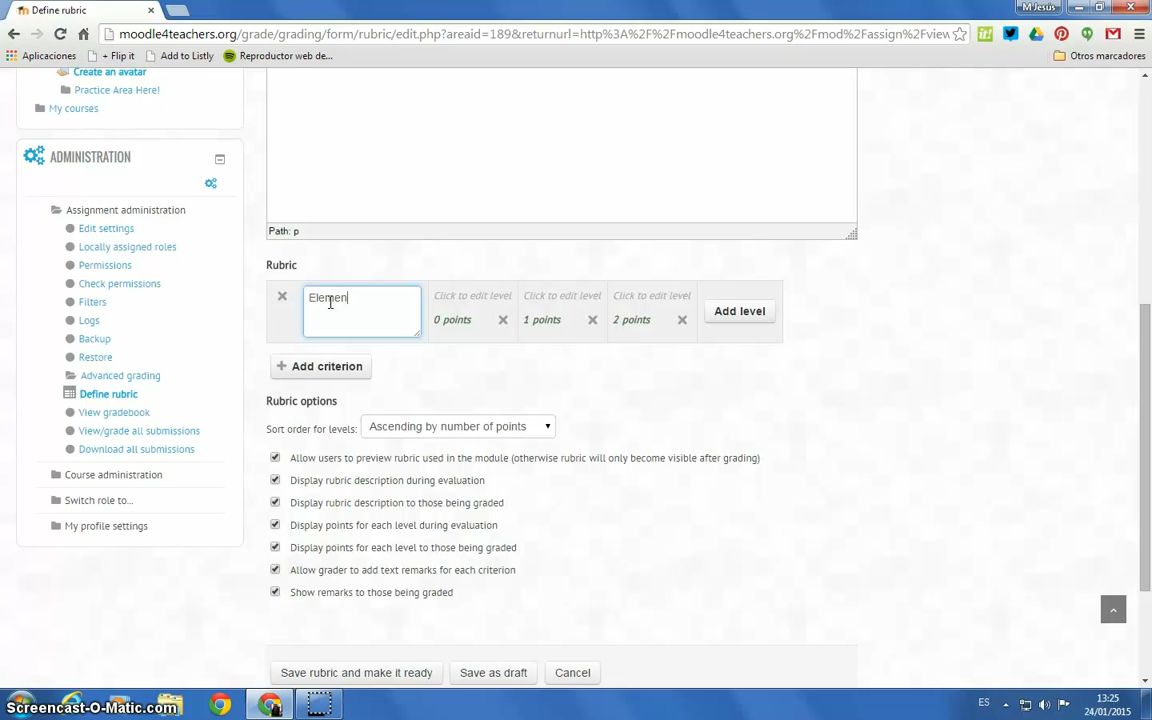 Define rubric
M Jesus
moodle4teachers.org/grade/grading/form/rubric/edit.php?areaid=189&returnurl=http%3A%2F%2Fmoodle4teachers.org%2Fmod%2Fassign%2Fview
Aplicaciones
+ Flip it
Add to Listly
Reproductor web de...
Otros marcadores
Create an avatar
Practice Area Here!
My courses
ADMINISTRATION
Assignment administration
Edit settings
Locally assigned roles
Permissions
Check permissions
Filters
Logs
Backup
Restore
Advanced grading
Define rubric
View gradebook
View/grade all submissions
Download all submissions
Course administration
Switch role to...
My profile settings
Path: p
Rubric
Elemen
Click to edit level
0 points
Click to edit level
1 points
Click to edit level
2 points
Add level
+ Add criterion
Rubric options
Sort order for levels: Ascending by number of points
Allow users to preview rubric used in the module (otherwise rubric will only become visible after grading)
Display rubric description during evaluation
Display rubric description to those being graded
Display points for each level during evaluation
Display points for each level to those being graded
Allow grader to add text remarks for each criterion
Show remarks to those being graded
Save rubric and make it ready
Save as draft
Cancel
Screencast-O-Matic.com
ES
13:25
24/01/2015